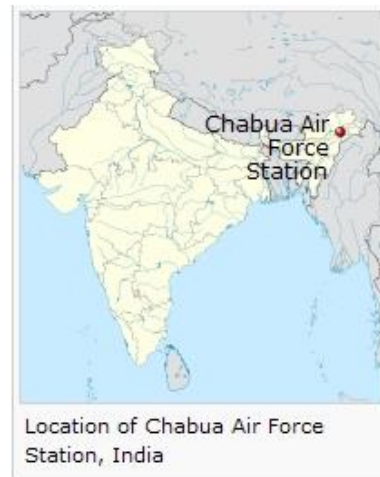 Chabua Air
Force
Station
Location of Chabua Air Force
Station, India